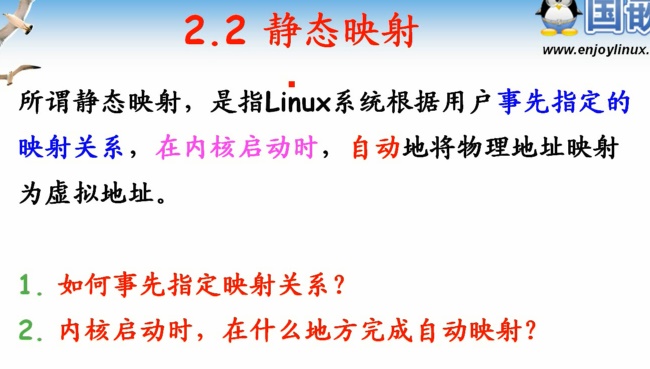 2.2 静态映射
国嵌
www.enjoylinux.
所谓静态映射，是指Linux系统根据用户事先指定的
映射关系，在内核启动时，自动地将物理地址映射
为虚拟地址。
1. 如何事先指定映射关系？
2. 内核启动时，在什么地方完成自动映射？